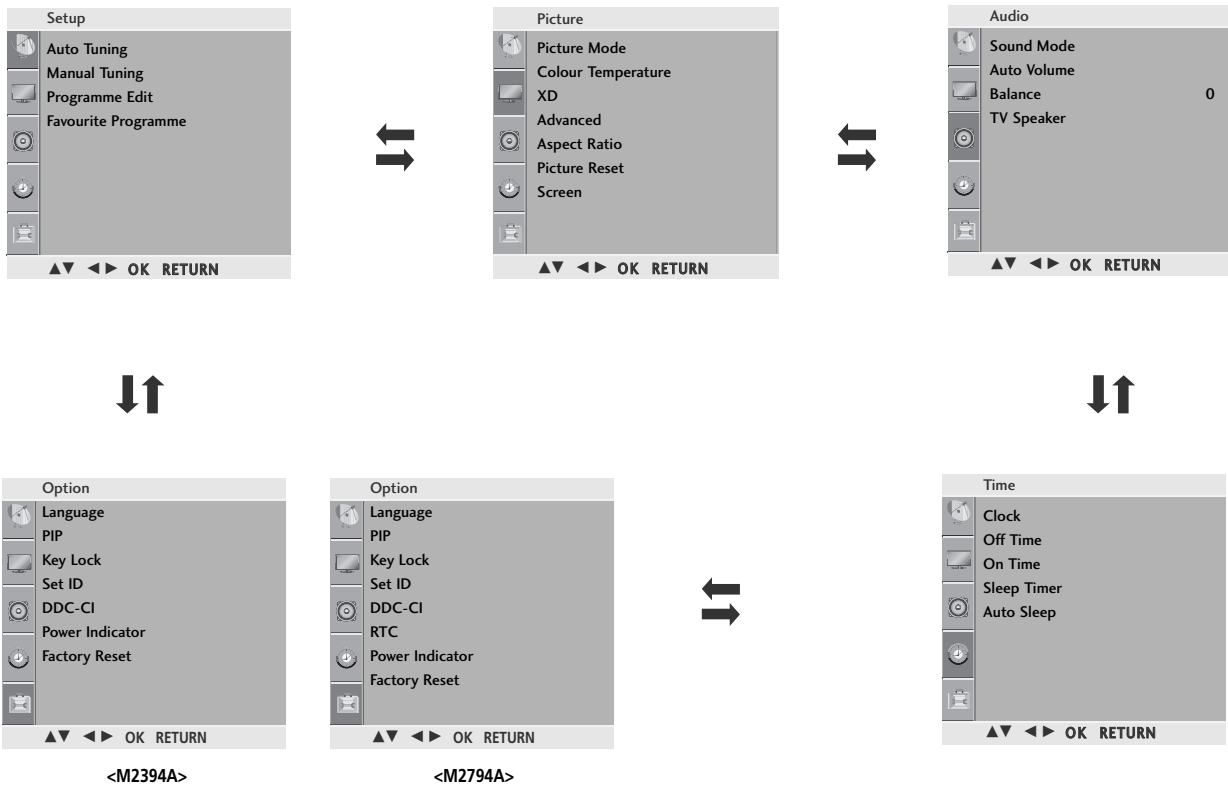 Setup
Auto Tuning
Manual Tuning
Programme Edit
Favourite Programme
▲▼ ◄► OK RETURN
Picture
Picture Mode
Colour Temperature
XD
Advanced
Aspect Ratio
Picture Reset
Screen
▲▼ ◄► OK RETURN
Audio
Sound Mode
Auto Volume
Balance 0
TV Speaker
▲▼ ◄► OK RETURN
Option
Language
PIP
Key Lock
Set ID
DDC-CI
Power Indicator
Factory Reset
▲▼ ◄► OK RETURN
<M2394A>
Option
Language
PIP
Key Lock
Set ID
DDC-CI
RTC
Power Indicator
Factory Reset
▲▼ ◄► OK RETURN
<M2794A>
Time
Clock
Off Time
On Time
Sleep Timer
Auto Sleep
▲▼ ◄► OK RETURN